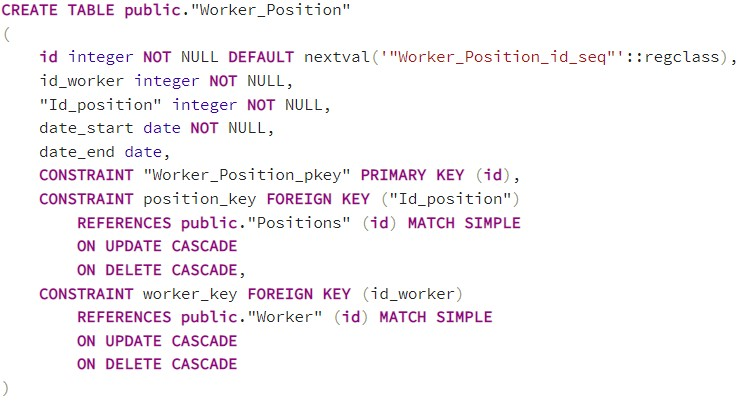 CREATE TABLE public."Worker_Position"
(
    id integer NOT NULL DEFAULT nextval('"Worker_Position_id_seq"'::regclass),
    id_worker integer NOT NULL,
    "Id_position" integer NOT NULL,
    date_start date NOT NULL,
    date_end date,
    CONSTRAINT "Worker_Position_pkey" PRIMARY KEY (id),
    CONSTRAINT position_key FOREIGN KEY ("Id_position")
        REFERENCES public."Positions" (id) MATCH SIMPLE
        ON UPDATE CASCADE
        ON DELETE CASCADE,
    CONSTRAINT worker_key FOREIGN KEY (id_worker)
        REFERENCES public."Worker" (id) MATCH SIMPLE
        ON UPDATE CASCADE
        ON DELETE CASCADE
)